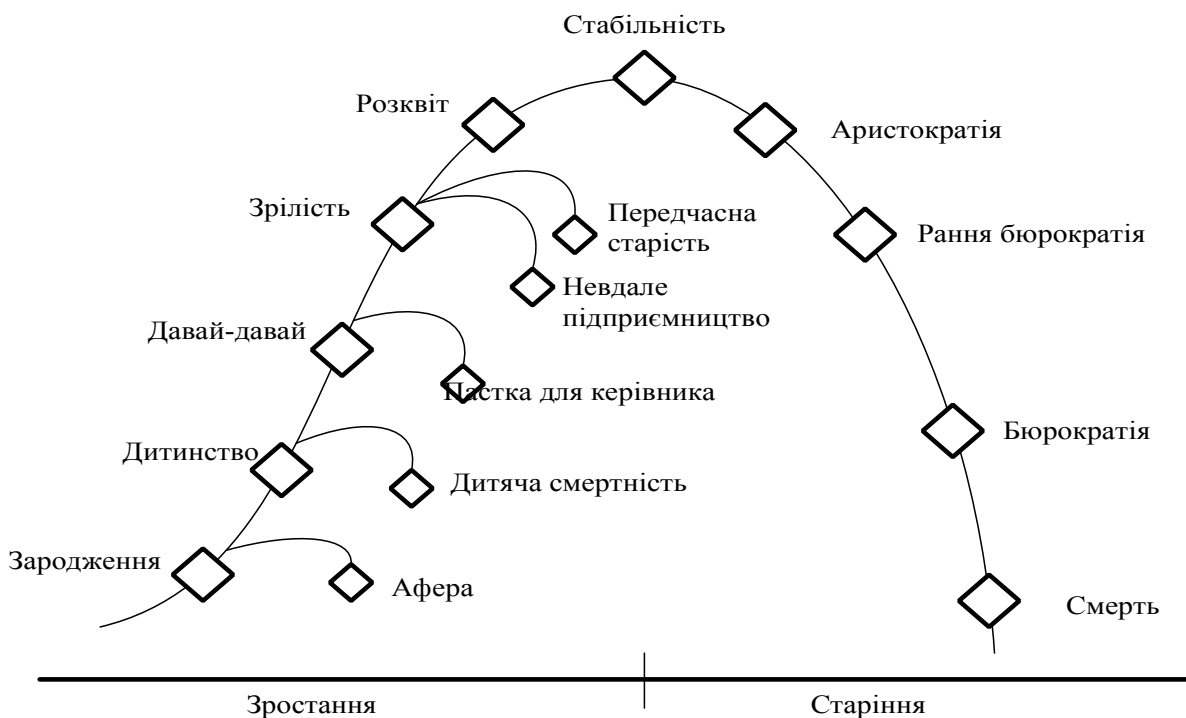 Стабільність
Розквіт
Аристократія
Зрілість
Передчасна
старість
Рання бюрократія
Невдале
підприємництво
Давай-давай
Пастка для керівника
Дитинство
Бюрократія
Дитяча смертність
Зародження
Афера
Смерть
Зростання
Старіння